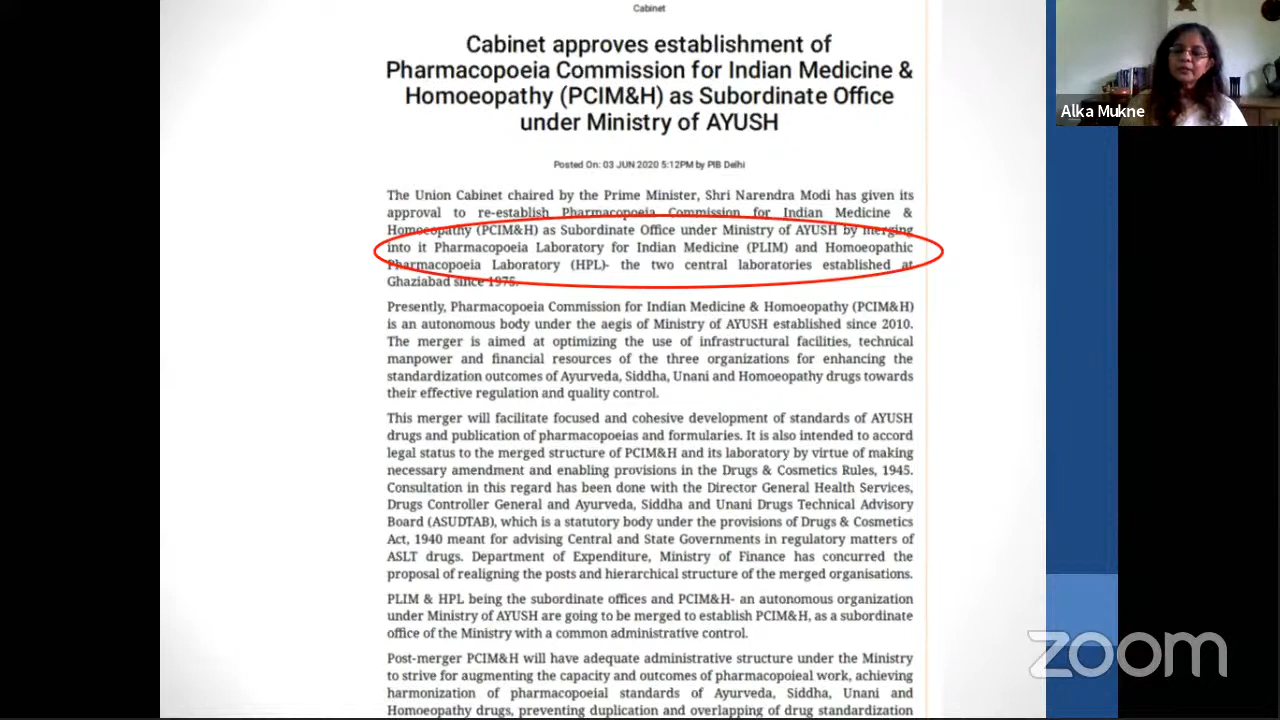 Cabinet
Cabinet approves establishment of
Pharmacopoeia Commission for Indian Medicine &
Homoeopathy (PCIM&H) as Subordinate Office
under Ministry of AYUSH
Posted On: 03 JUN 2020 5:12PM by PIB Delhi
The Union Cabinet chaired by the Prime Minister, Shri Narendra Modi has given its
approval to re-establish Pharmacopoeia Commission for Indian Medicine &
Homoeopathy (PCIM&H) as Subordinate Office under Ministry of AYUSH by merging
into it Pharmacopoeia Laboratory for Indian Medicine (PLIM) and Homoeopathic
Pharmacopoeia Laboratory (HPL)- the two central laboratories established at
Ghaziabad since 1975.
Presently, Pharmacopoeia Commission for Indian Medicine & Homoeopathy (PCIM&H)
is an autonomous body under the aegis of Ministry of AYUSH established since 2010.
The merger is aimed at optimizing the use of infrastructural facilities, technical
manpower and financial resources of the three organizations for enhancing the
standardization outcomes of Ayurveda, Siddha, Unani and Homoeopathy drugs towards
their effective regulation and quality control.
This merger will facilitate focused and cohesive development of standards of AYUSH
drugs and publication of pharmacopoeias and formularies. It is also intended to accord
legal status to the merged structure of PCIM&H and its laboratory by virtue of making
necessary amendment and enabling provisions in the Drugs & Cosmetics Rules, 1945.
Consultation in this regard has been done with the Director General Health Services,
Drugs Controller General and Ayurveda, Siddha and Unani Drugs Technical Advisory
Board (ASUDTAB), which is a statutory body under the provisions of Drugs & Cosmetics
Act, 1940 meant for advising Central and State Governments in regulatory matters of
ASLT drugs. Department of Expenditure, Ministry of Finance has concurred the
proposal of realigning the posts and hierarchical structure of the merged organisations.
PLIM & HPL being the subordinate offices and PCIM&H- an autonomous organization
under Ministry of AYUSH are going to be merged to establish PCIM&H, as a subordinate
office of the Ministry with a common administrative control.
Post-merger PCIM&H will have adequate administrative structure under the Ministry
to strive for augmenting the capacity and outcomes of pharmacopoieal work, achieving
harmonization of pharmacopoeial standards of Ayurveda, Siddha, Unani and
Homoeopathy drugs, preventing duplication and overlapping of drug standardization
Alka Mukne
zoom